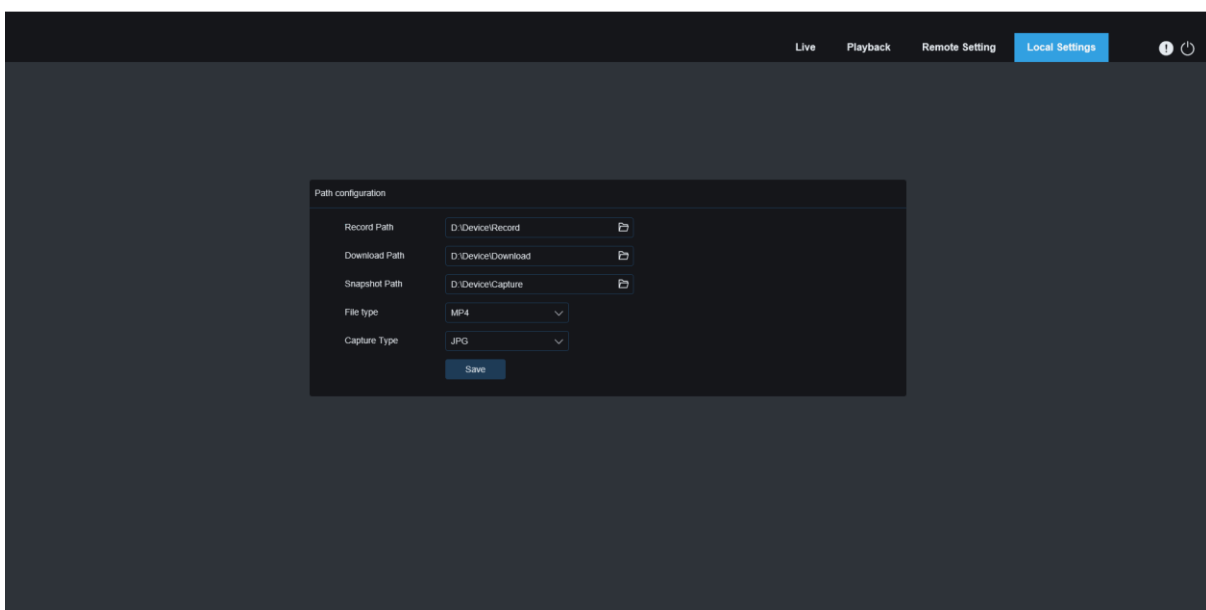 Live Playback Remote Setting Local Settings
Path configuration
Record Path D:\Device\Record
Download Path D:\Device\Download
Snapshot Path D:\Device\Capture
File type MP4
Capture Type JPG
Save